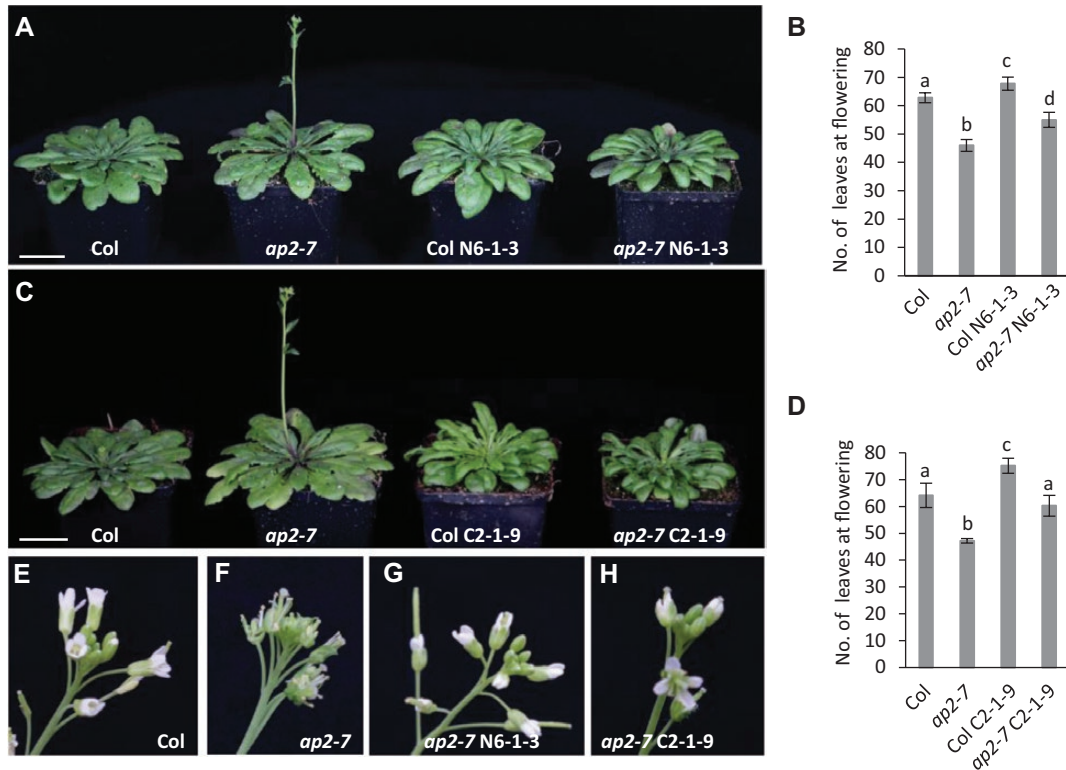 A
Col
ap2-7
Col N6-1-3
ap2-7 N6-1-3
B
No. of leaves at flowering
80
70
60
50
40
30
20
10
0
a
b
c
d
Col
ap2-7
Col N6-1-3
ap2-7 N6-1-3
C
Col
ap2-7
Col C2-1-9
ap2-7 C2-1-9
D
No. of leaves at flowering
80
70
60
50
40
30
20
10
0
a
b
c
a
Col
ap2-7
Col C2-1-9
ap2-7 C2-1-9
E
Col
F
ap2-7
G
ap2-7 N6-1-3
H
ap2-7 C2-1-9